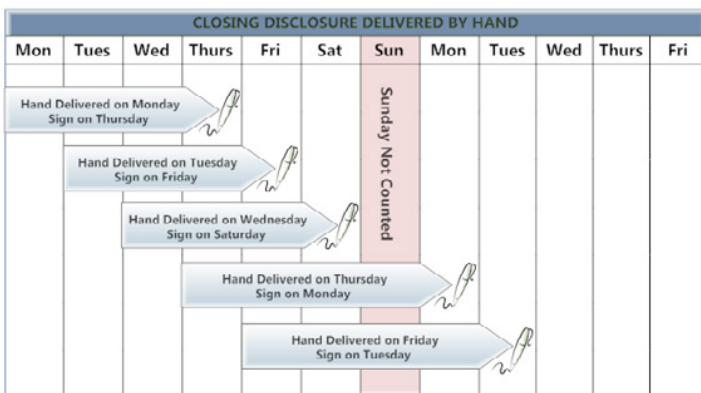 CLOSING DISCLOSURE DELIVERED BY HAND
Mon Tues Wed Thurs Fri Sat Sun Mon Tues Wed Thurs Fri
Hand Delivered on Monday
Sign on Thursday
Hand Delivered on Tuesday
Sign on Friday
Hand Delivered on Wednesday
Sign on Saturday
Sunday Not Counted
Hand Delivered on Thursday
Sign on Monday
Hand Delivered on Friday
Sign on Tuesday